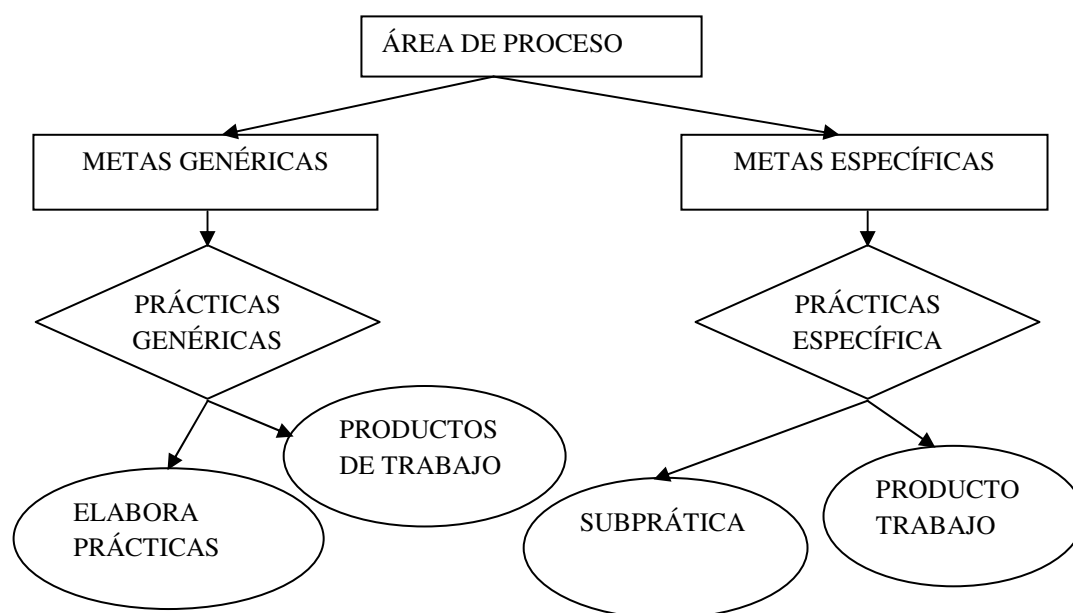 ÁREA DE PROCESO
METAS GENÉRICAS
METAS ESPECÍFICAS
PRÁCTICAS
GENÉRICAS
PRÁCTICAS
ESPECÍFICA
PRODUCTOS
DE TRABAJO
ELABORA
PRÁCTICAS
SUBPRÁTICA
PRODUCTO
TRABAJO